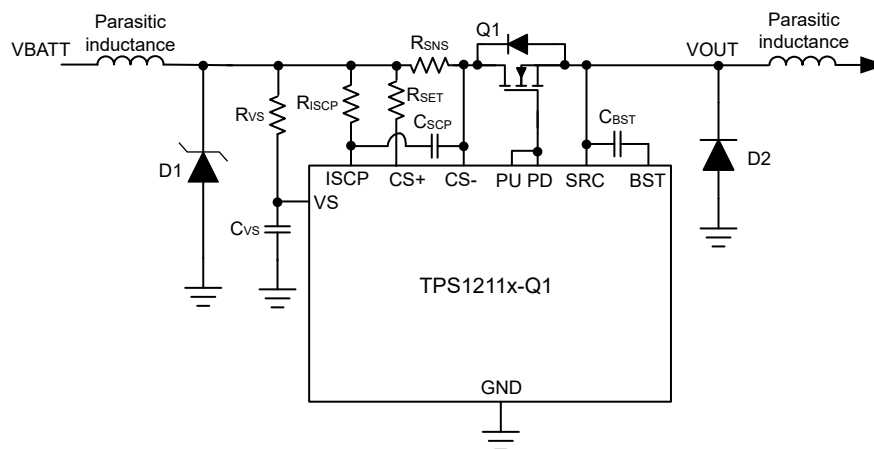 Parasitic
inductance
VBATT
Q1
RSNS
VOUT
Parasitic
inductance
RVS
RISCP
RSET
CSCP
CBST
D1
D2
ISCP
CS+
CS-
PU
PD
SRC
BST
VS
CVS
TPS1211x-Q1
GND